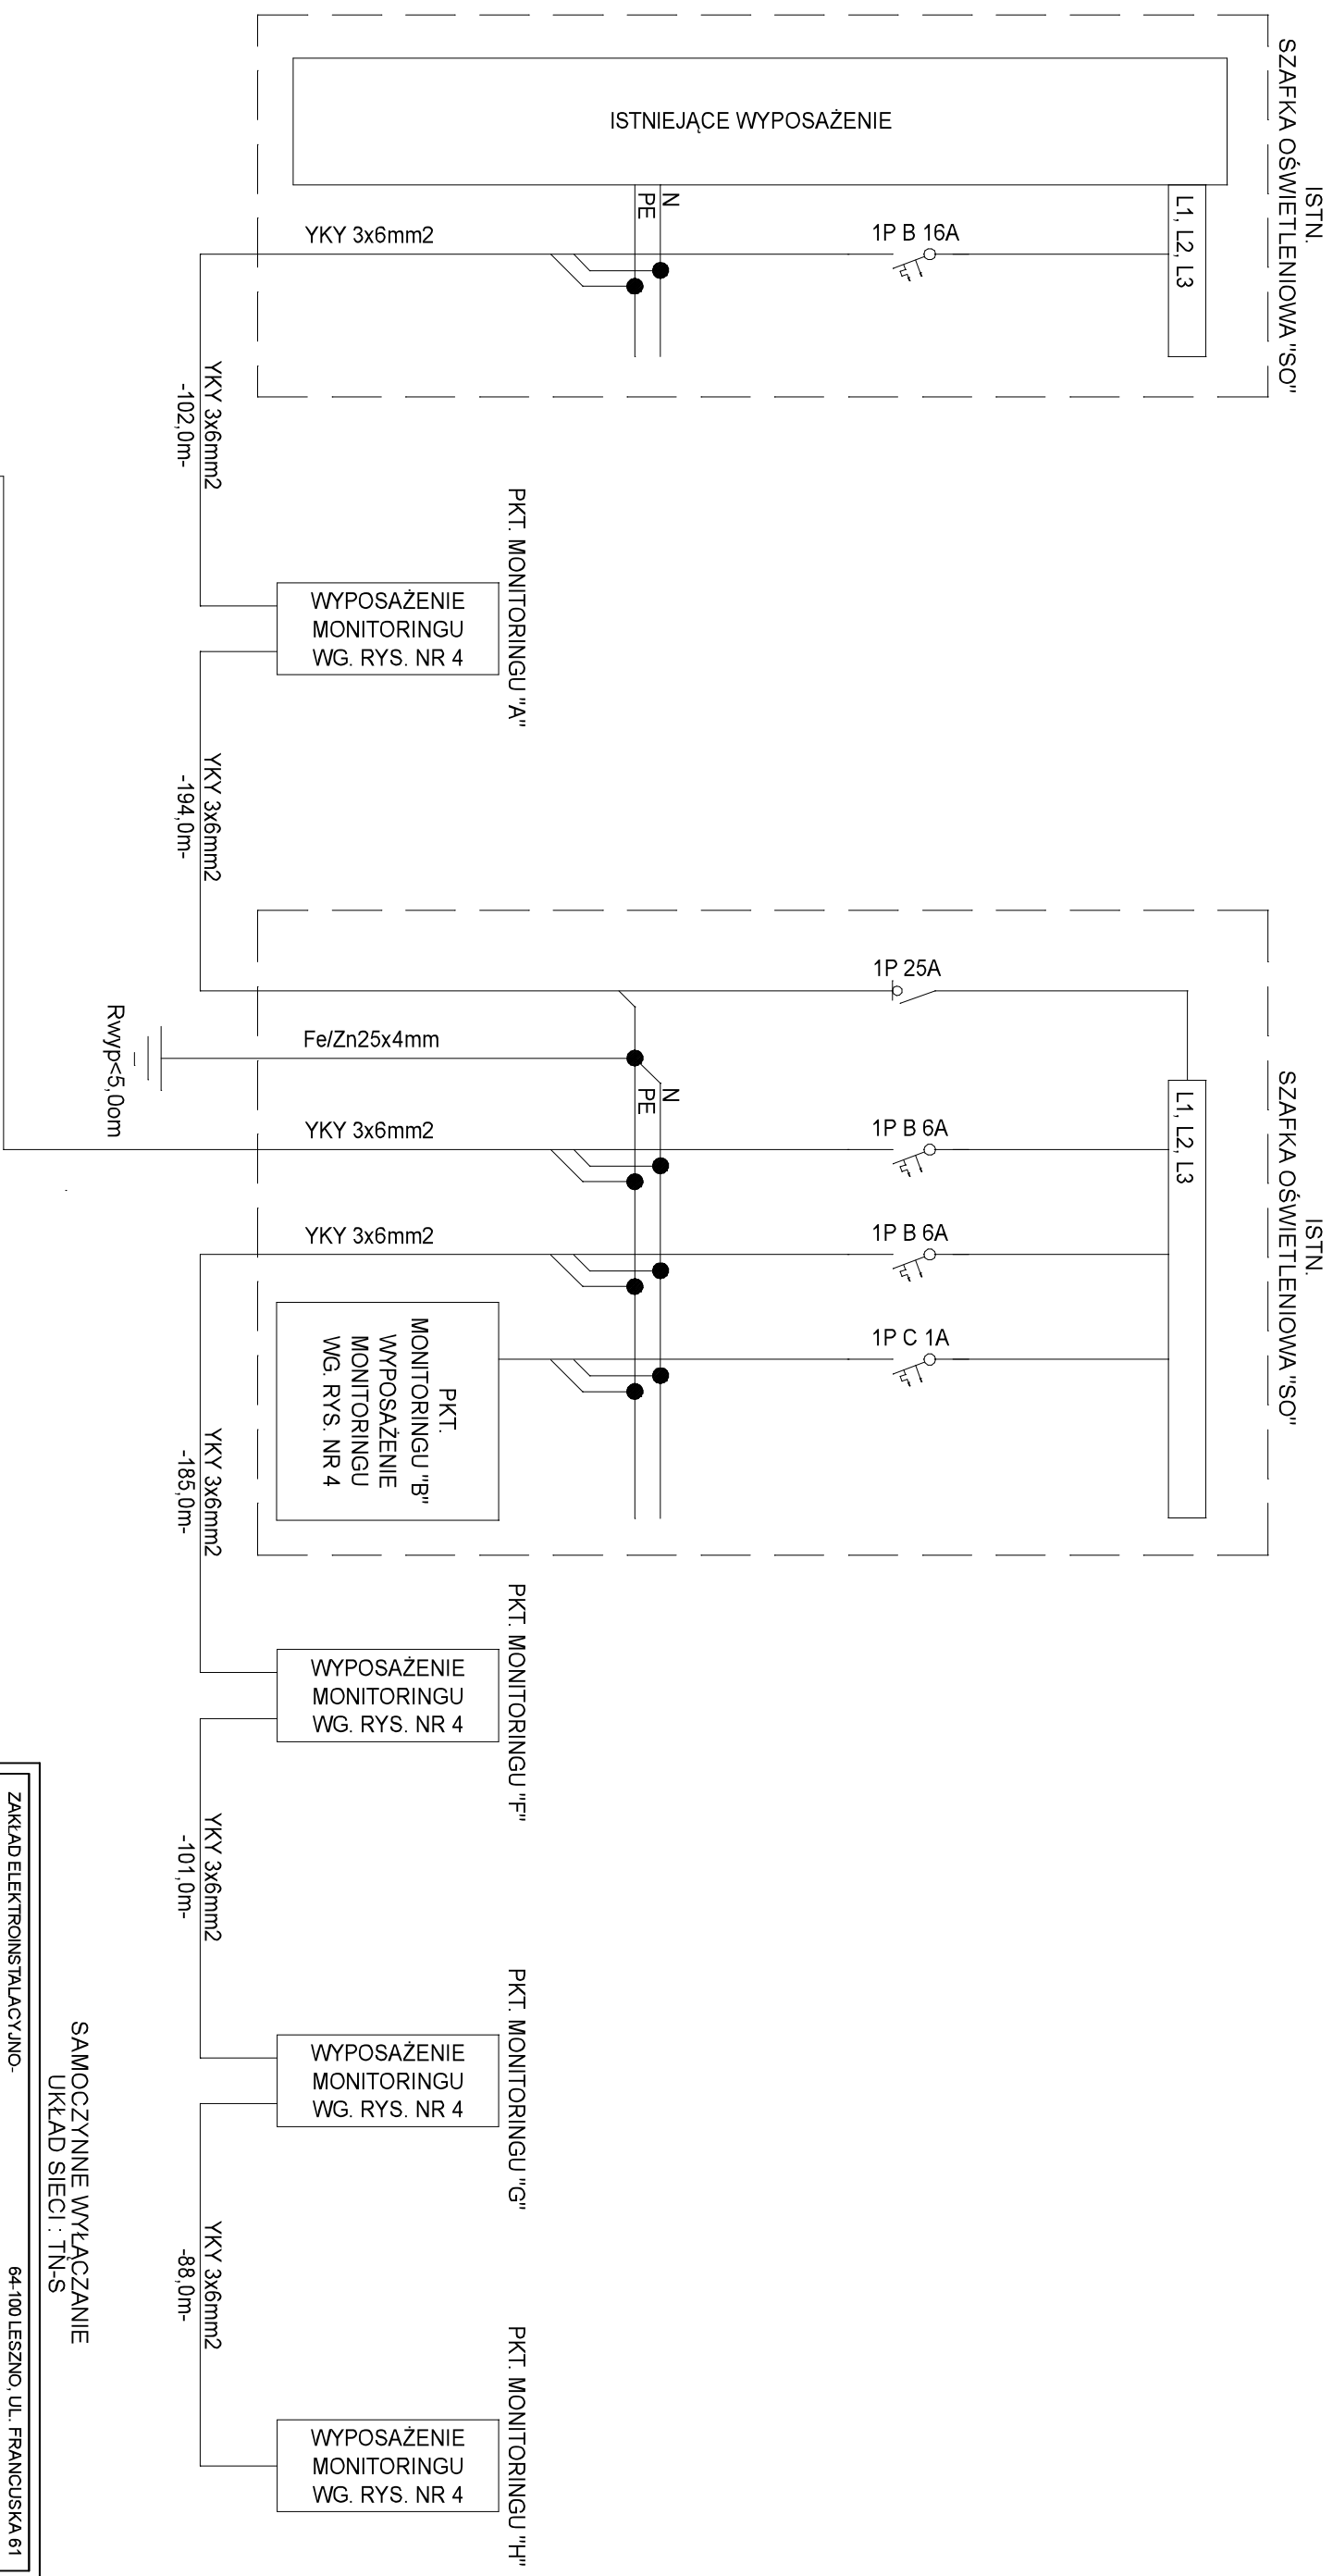 ISTN.
SZAFKA OŚWIETLENIOWA "SO"
ISTNIEJĄCE WYPOSAŻENIE
L1, L2, L3
N
PE
1P B 16A
YKY 3x6mm2
YKY 3x6mm2
-102,0m-
PKT. MONITORINGU "A"
WYPOSAŻENIE
MONITORINGU
WG. RYS. NR 4
YKY 3x6mm2
-194,0m-
ISTN.
SZAFKA OŚWIETLENIOWA "SO"
1P 25A
L1, L2, L3
Fe/Zn25x4mm
Rwyp<5,0om
N
PE
1P B 6A
YKY 3x6mm2
1P B 6A
YKY 3x6mm2
1P C 1A
PKT.
MONITORINGU "B"
WYPOSAŻENIE
MONITORINGU
WG. RYS. NR 4
YKY 3x6mm2
-185,0m-
PKT. MONITORINGU "F"
WYPOSAŻENIE
MONITORINGU
WG. RYS. NR 4
YKY 3x6mm2
-101,0m-
PKT. MONITORINGU "G"
WYPOSAŻENIE
MONITORINGU
WG. RYS. NR 4
YKY 3x6mm2
-88,0m-
PKT. MONITORINGU "H"
WYPOSAŻENIE
MONITORINGU
WG. RYS. NR 4
SAMOCZYNNE WYŁĄCZANIE
UKŁAD SIECI : TN-S
ZAKŁAD ELEKTROINSTALACYJNO-
64-100 LESZNO, UL. FRANCUSKA 61